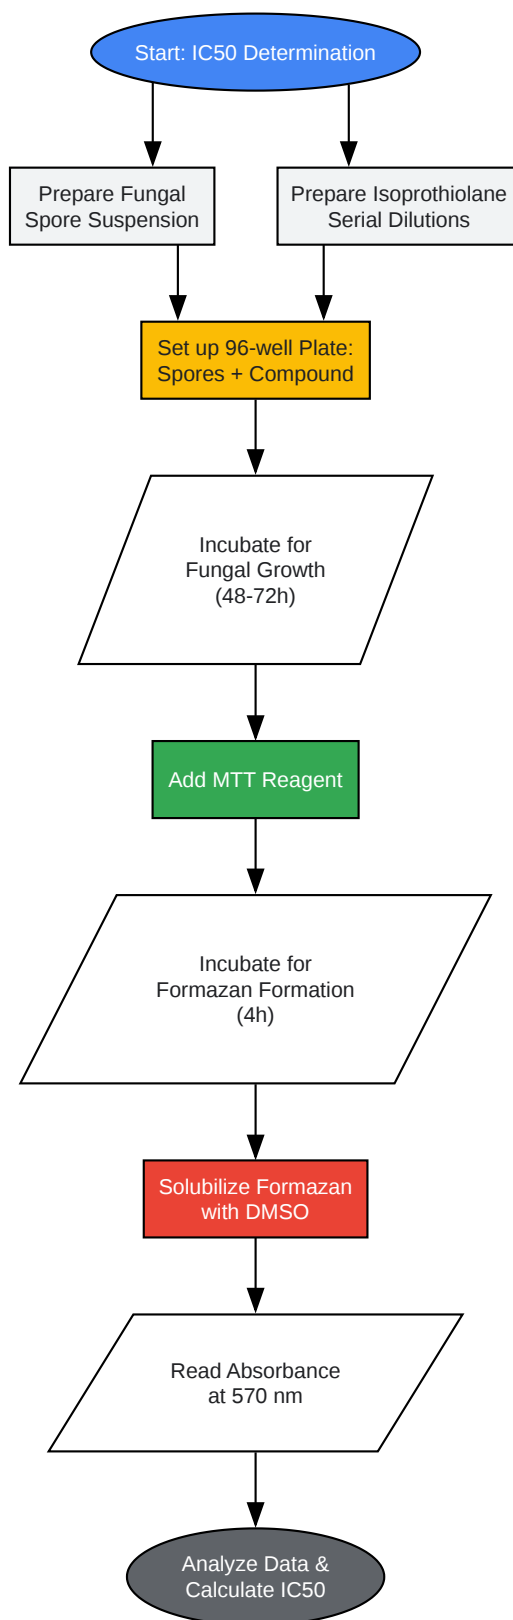 Start: IC50 Determination
Prepare Fungal
Spore Suspension
Prepare Isoprothiolane
Serial Dilutions
Set up 96-well Plate:
Spores + Compound
Incubate for
Fungal Growth
(48-72h)
Add MTT Reagent
Incubate for
Formazan Formation
(4h)
Solubilize Formazan
with DMSO
Read Absorbance
at 570 nm
Analyze Data &
Calculate IC50